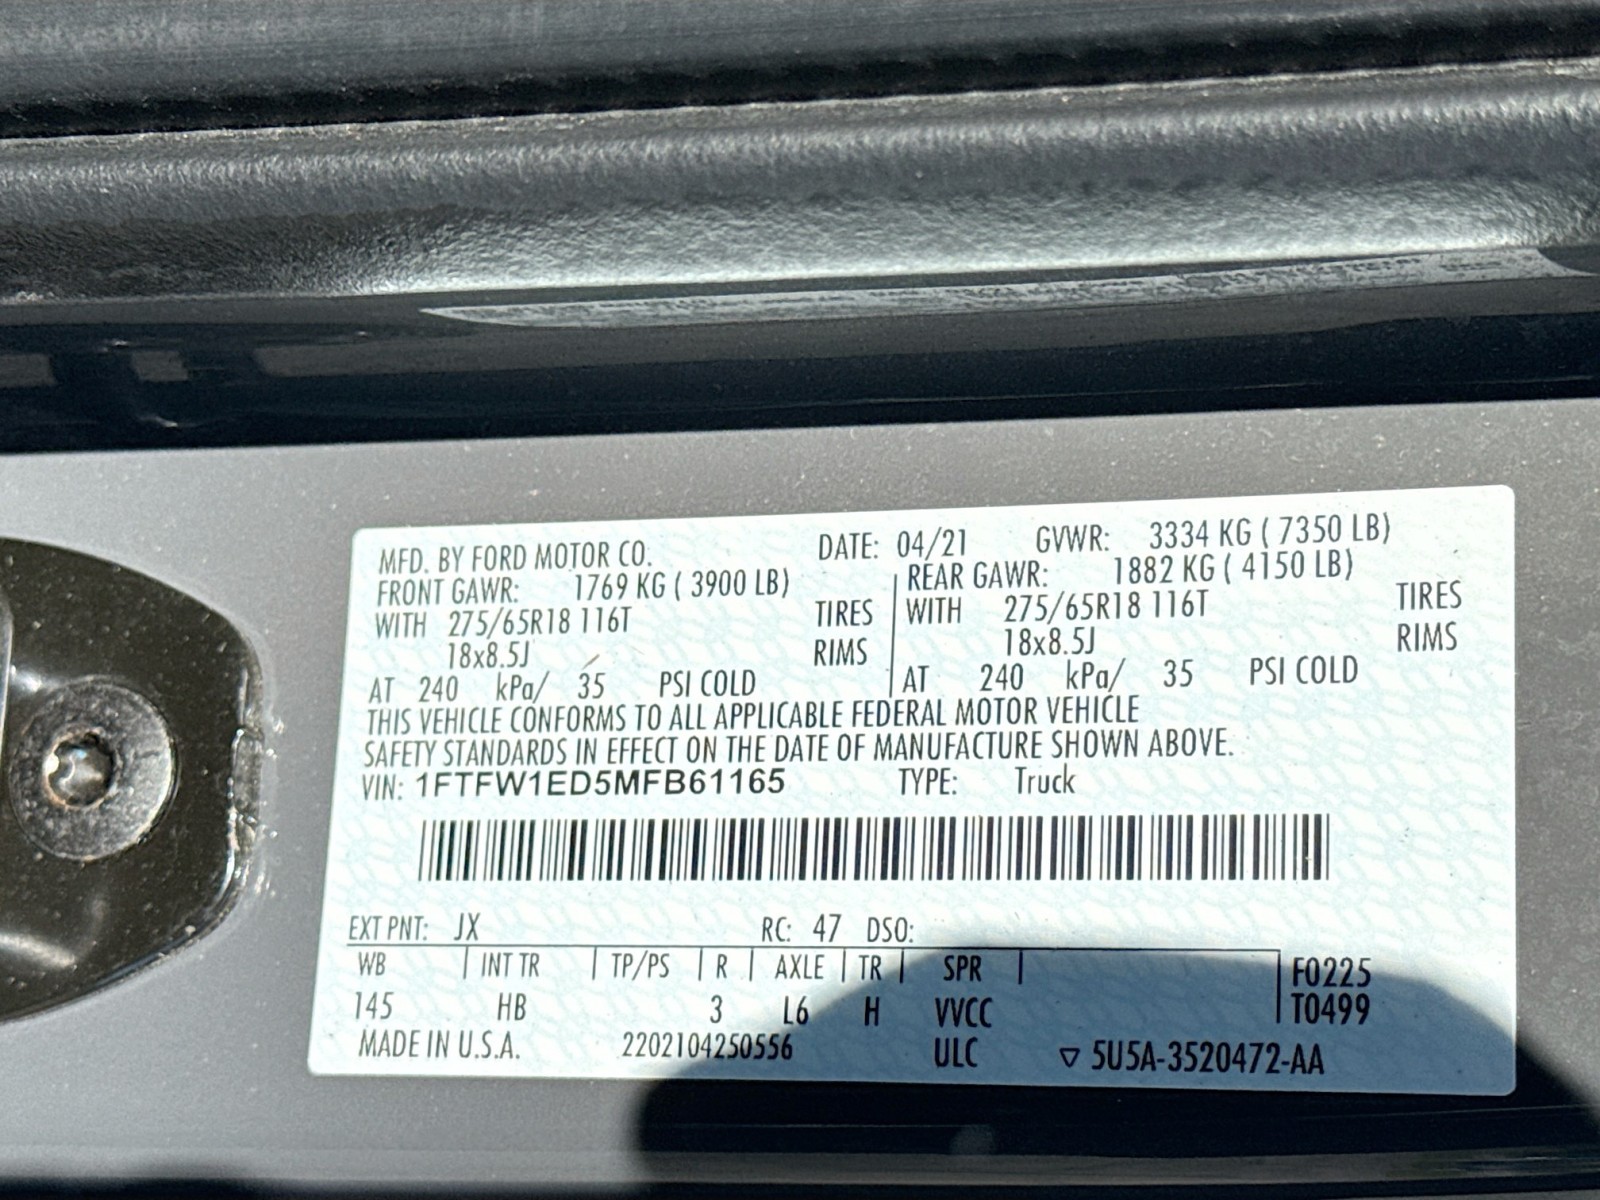 MFD. BY FORD MOTOR CO. DATE: 04/21 GVWR: 3334 KG ( 7350 LB)
FRONT GAWR: 1769 KG ( 3900 LB) REAR GAWR: 1882 KG ( 4150 LB)
WITH 275/65R18 116T TIRES WITH 275/65R18 116T TIRES
18x8.5J RIMS 18x8.5J RIMS
AT 240 kPa/ 35 PSI COLD AT 240 kPa/ 35 PSI COLD
THIS VEHICLE CONFORMS TO ALL APPLICABLE FEDERAL MOTOR VEHICLE
SAFETY STANDARDS IN EFFECT ON THE DATE OF MANUFACTURE SHOWN ABOVE.
VIN: 1FTFW1ED5MFB61165 TYPE: Truck
EXT PNT: JX RC: 47 DSO:
WB INT TR TP/PS R AXLE TR SPR F0225
145 HB 3 L6 H VVCC T0499
MADE IN U.S.A. 2202104250556 ULC ▽ 5U5A-3520472-AA